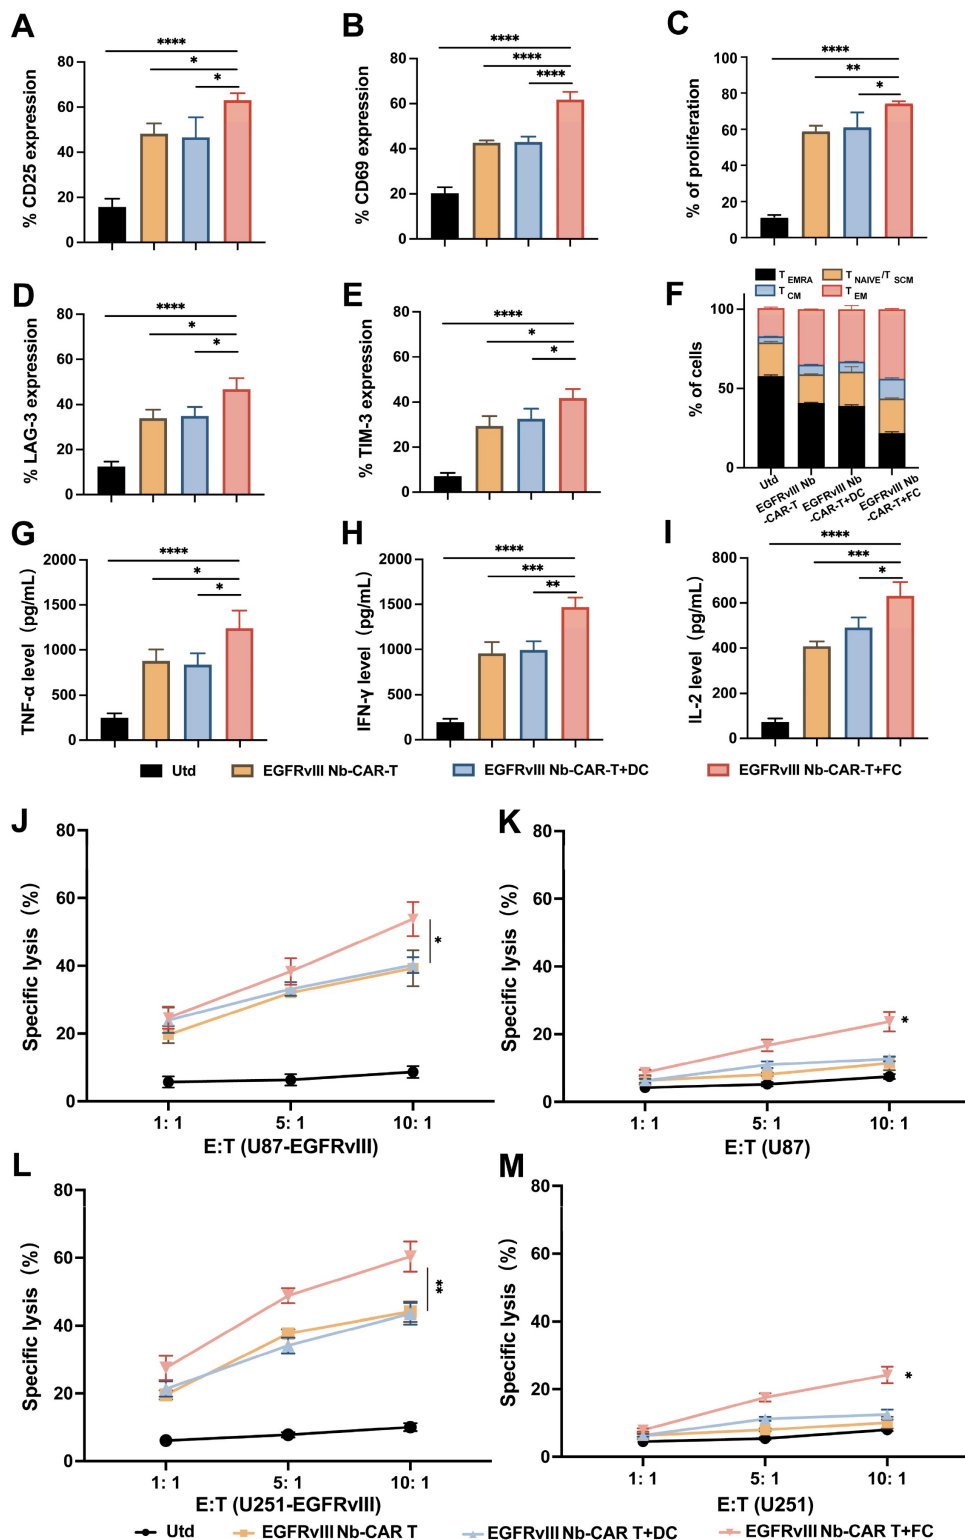 A
****
*
*
% CD25 expression
80
60
40
20
0
B
****
****
****
% CD69 expression
80
60
40
20
0
C
****
**
*
% of proliferation
100
80
60
40
20
0
D
****
*
*
% LAG-3 expression
80
60
40
20
0
E
****
*
*
% TIM-3 expression
80
60
40
20
0
F
T EMRA
T NAIVE/T SCM
T CM
T EM
% of cells
100
50
0
Utd
EGFRvIII Nb
-CAR-T
EGFRvIII Nb
-CAR-T+DC
EGFRvIII Nb
-CAR-T+FC
G
****
*
*
TNF-α level (pg/mL)
2000
1500
1000
500
0
H
****
***
**
IFN-γ level (pg/mL)
2000
1500
1000
500
0
I
****
***
*
IL-2 level (pg/mL)
800
600
400
200
0
Utd
EGFRvIII Nb-CAR-T
EGFRvIII Nb-CAR-T+DC
EGFRvIII Nb-CAR-T+FC
J
Specific lysis (%)
80
60
40
20
0
*
1: 1
5: 1
10: 1
E:T (U87-EGFRvIII)
K
Specific lysis (%)
80
60
40
20
0
*
1: 1
5: 1
10: 1
E:T (U87)
L
Specific lysis (%)
80
60
40
20
0
**
1: 1
5: 1
10: 1
E:T (U251-EGFRvIII)
M
Specific lysis (%)
80
60
40
20
0
*
1: 1
5: 1
10: 1
E:T (U251)
Utd
EGFRvIII Nb-CAR T
EGFRvIII Nb-CAR T+DC
EGFRvIII Nb-CAR T+FC